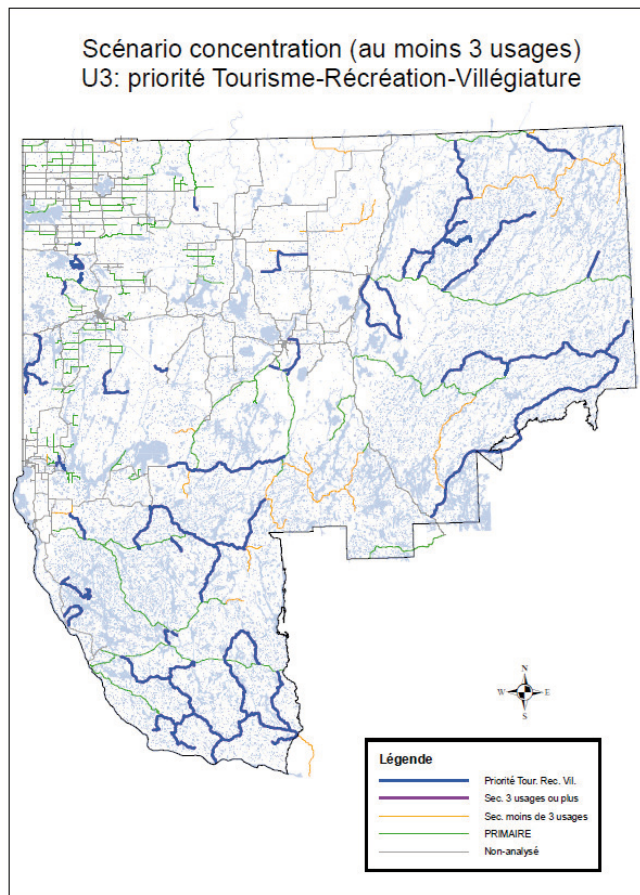 Scénario concentration (au moins 3 usages)
U3: priorité Tourisme-Récréation-Villégiature
N
W E
S
Légende
Priorité Tour. Rec. Vil.
Sec. 3 usages ou plus
Sec. moins de 3 usages
PRIMAIRE
Non-analysé